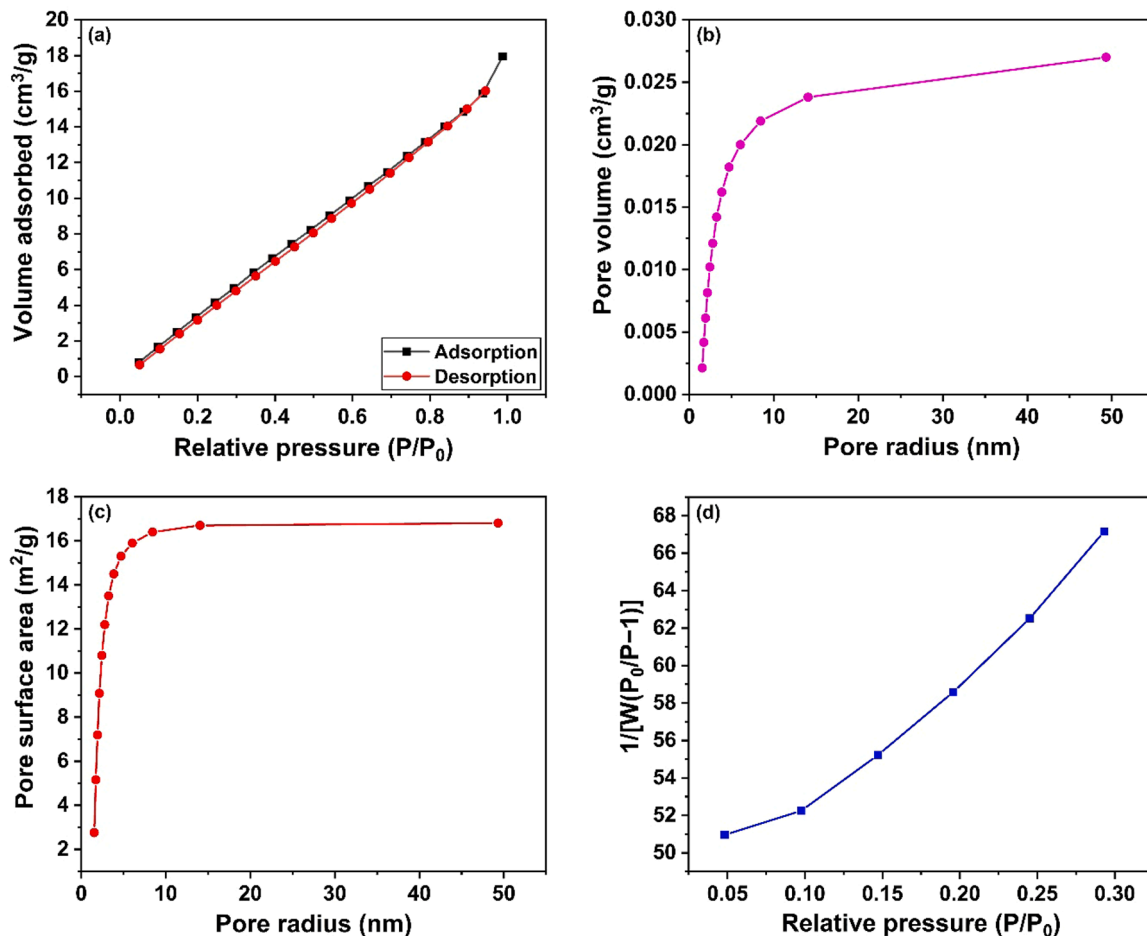 (a)
Volume adsorbed (cm³/g)
20
18
16
14
12
10
8
6
4
2
0
Adsorption
Desorption
0.0 0.2 0.4 0.6 0.8 1.0
Relative pressure (P/P₀)
(b)
Pore volume (cm³/g)
0.030
0.025
0.020
0.015
0.010
0.005
0.000
0 10 20 30 40 50
Pore radius (nm)
(c)
Pore surface area (m²/g)
18
16
14
12
10
8
6
4
2
0 10 20 30 40 50
Pore radius (nm)
(d)
1/[W(P₀/P−1)]
68
66
64
62
60
58
56
54
52
50
0.05 0.10 0.15 0.20 0.25 0.30
Relative pressure (P/P₀)